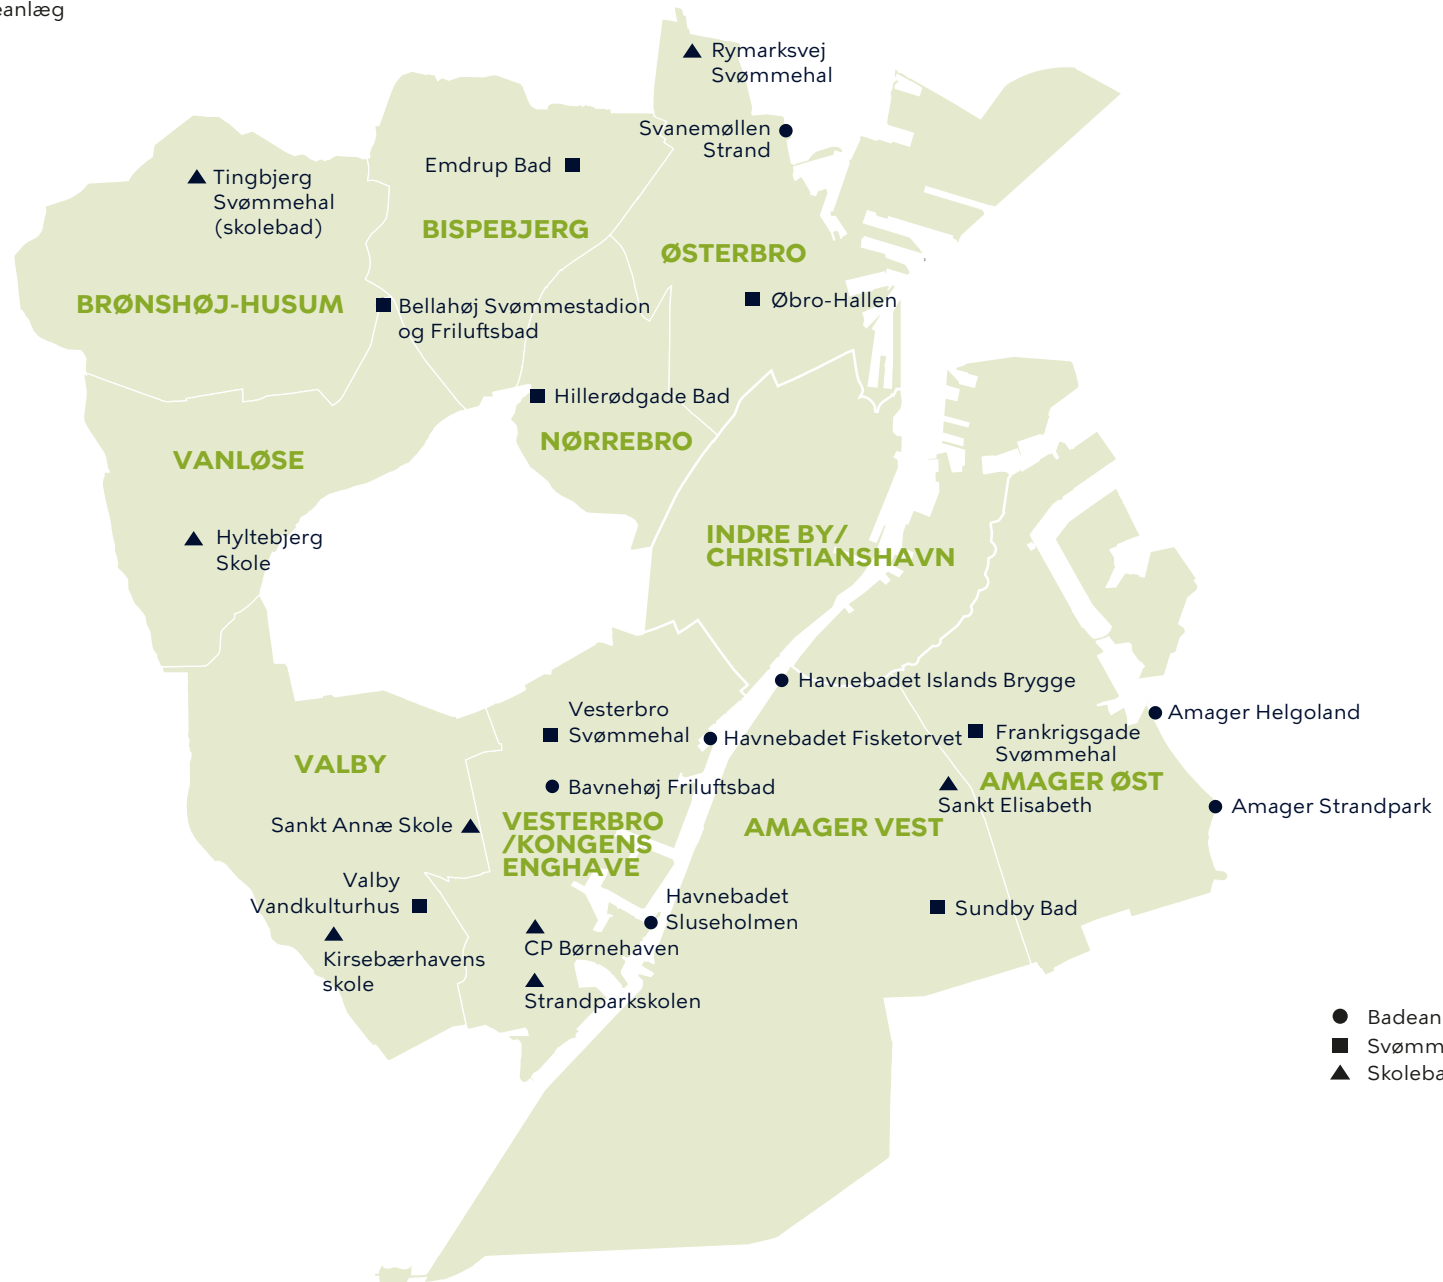 eanlæg
Rymarksvej
Svømmehal
Svanemøllen
Strand
Emdrup Bad
Tingbjerg
Svømmehal
(skolebad)
BISPEBJERG
ØSTERBRO
BRØNSHØJ-HUSUM
Bellahøj Svømmestadion
og Friluftsbad
Øbro-Hallen
Hillerødgade Bad
NØRREBRO
VANLØSE
Hyltebjerg
Skole
INDRE BY/
CHRISTIANSHAVN
Havnebadet Islands Brygge
Vesterbro
Svømmehal
Havnebadet Fisketorvet
Frankrigsgade
Svømmehal
Amager Helgoland
VALBY
Bavnehøj Friluftsbad
AMAGER ØST
Sankt Elisabeth
Amager Strandpark
Sankt Annæ Skole
VESTERBRO
/KONGENS
ENGHAVE
AMAGER VEST
Valby
Vandkulturhus
Havnebadet
Sluseholmen
Sundby Bad
Kirsebærhavens
skole
CP Børnehaven
Strandparkskolen
Badean
Svømm
Skoleba